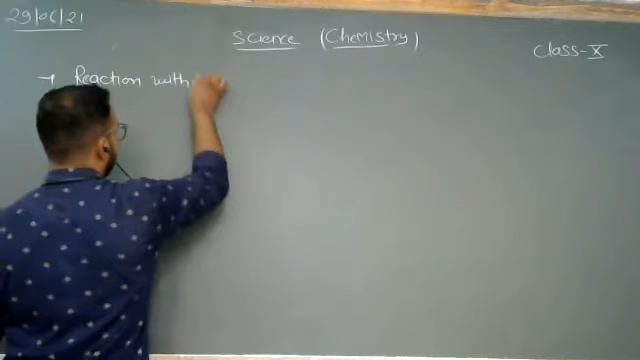 29/06/21
Science (Chemistry)
Class-X
→ Reaction with